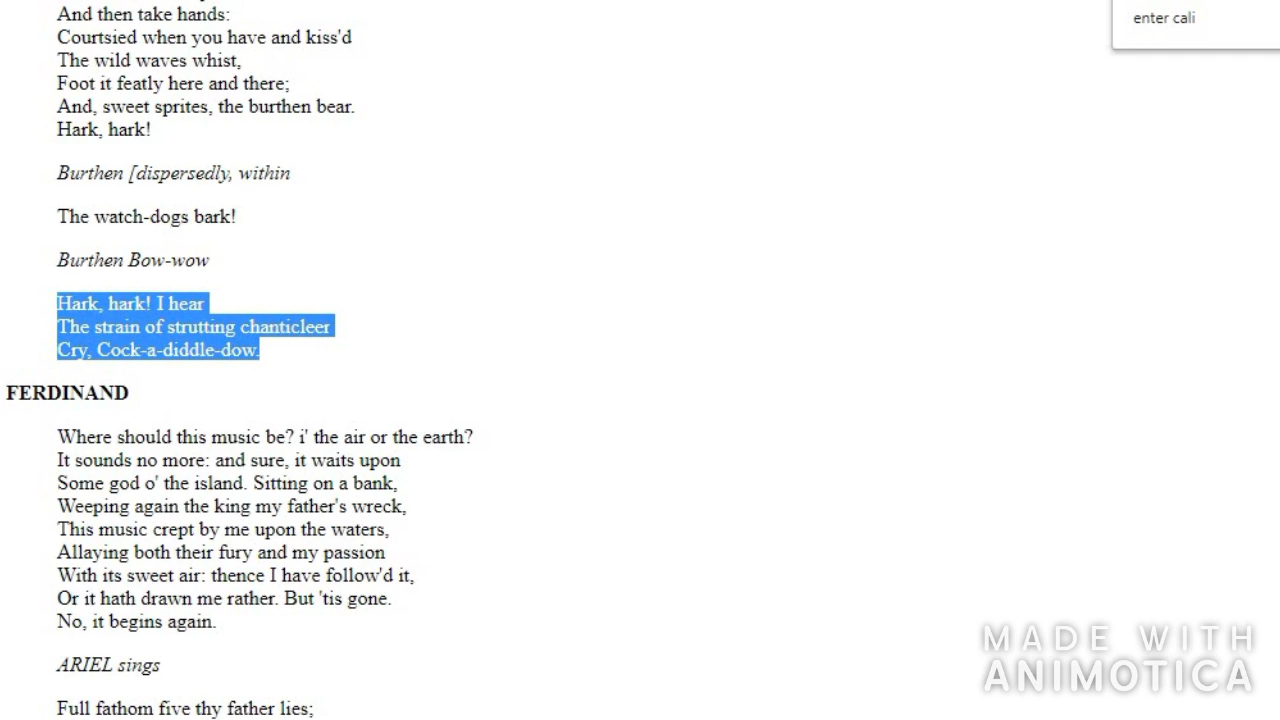 enter cali
And then take hands:
Courtsied when you have and kiss'd
The wild waves whist,
Foot it featly here and there;
And, sweet sprites, the burthen bear.
Hark, hark!
Burthen [dispersedly, within
The watch-dogs bark!
Burthen Bow-wow
Hark, hark! I hear
The strain of strutting chanticleer
Cry, Cock-a-diddle-dow.
FERDINAND
Where should this music be? i' the air or the earth?
It sounds no more: and sure, it waits upon
Some god o' the island. Sitting on a bank,
Weeping again the king my father's wreck,
This music crept by me upon the waters,
Allaying both their fury and my passion
With its sweet air: thence I have follow'd it,
Or it hath drawn me rather. But 'tis gone.
No, it begins again.
ARIEL sings
Full fathom five thy father lies;
MADE WITH
ANIMOTICA